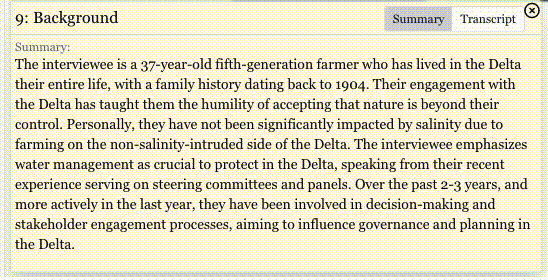 9: Background
Summary
Transcript
Summary:
The interviewee is a 37-year-old fifth-generation farmer who has lived in the Delta
their entire life, with a family history dating back to 1904. Their engagement with
the Delta has taught them the humility of accepting that nature is beyond their
control. Personally, they have not been significantly impacted by salinity due to
farming on the non-salinity-intruded side of the Delta. The interviewee emphasizes
water management as crucial to protect in the Delta, speaking from their recent
experience serving on steering committees and panels. Over the past 2-3 years, and
more actively in the last year, they have been involved in decision-making and
stakeholder engagement processes, aiming to influence governance and planning in
the Delta.